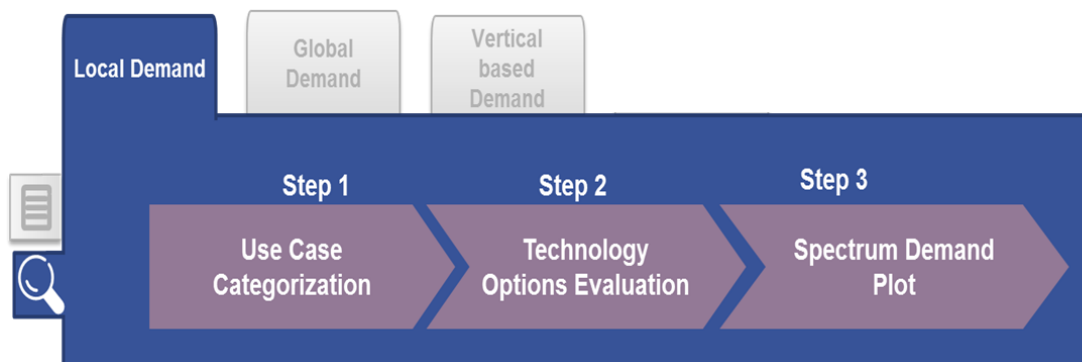 Local Demand
Global
Demand
Vertical
based
Demand
Step 1
Step 2
Step 3
Use Case
Categorization
Technology
Options Evaluation
Spectrum Demand
Plot